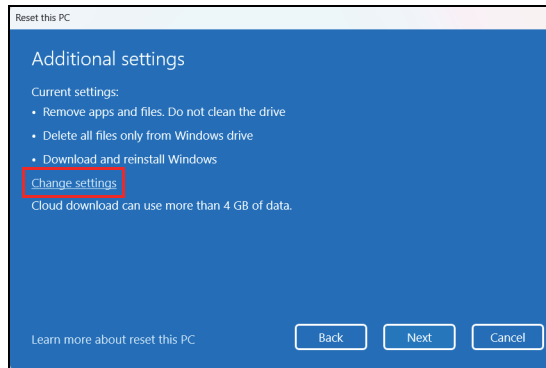 Reset this PC
Additional settings
Current settings:
• Remove apps and files. Do not clean the drive
• Delete all files only from Windows drive
• Download and reinstall Windows
Change settings
Cloud download can use more than 4 GB of data.
Learn more about reset this PC
Back
Next
Cancel